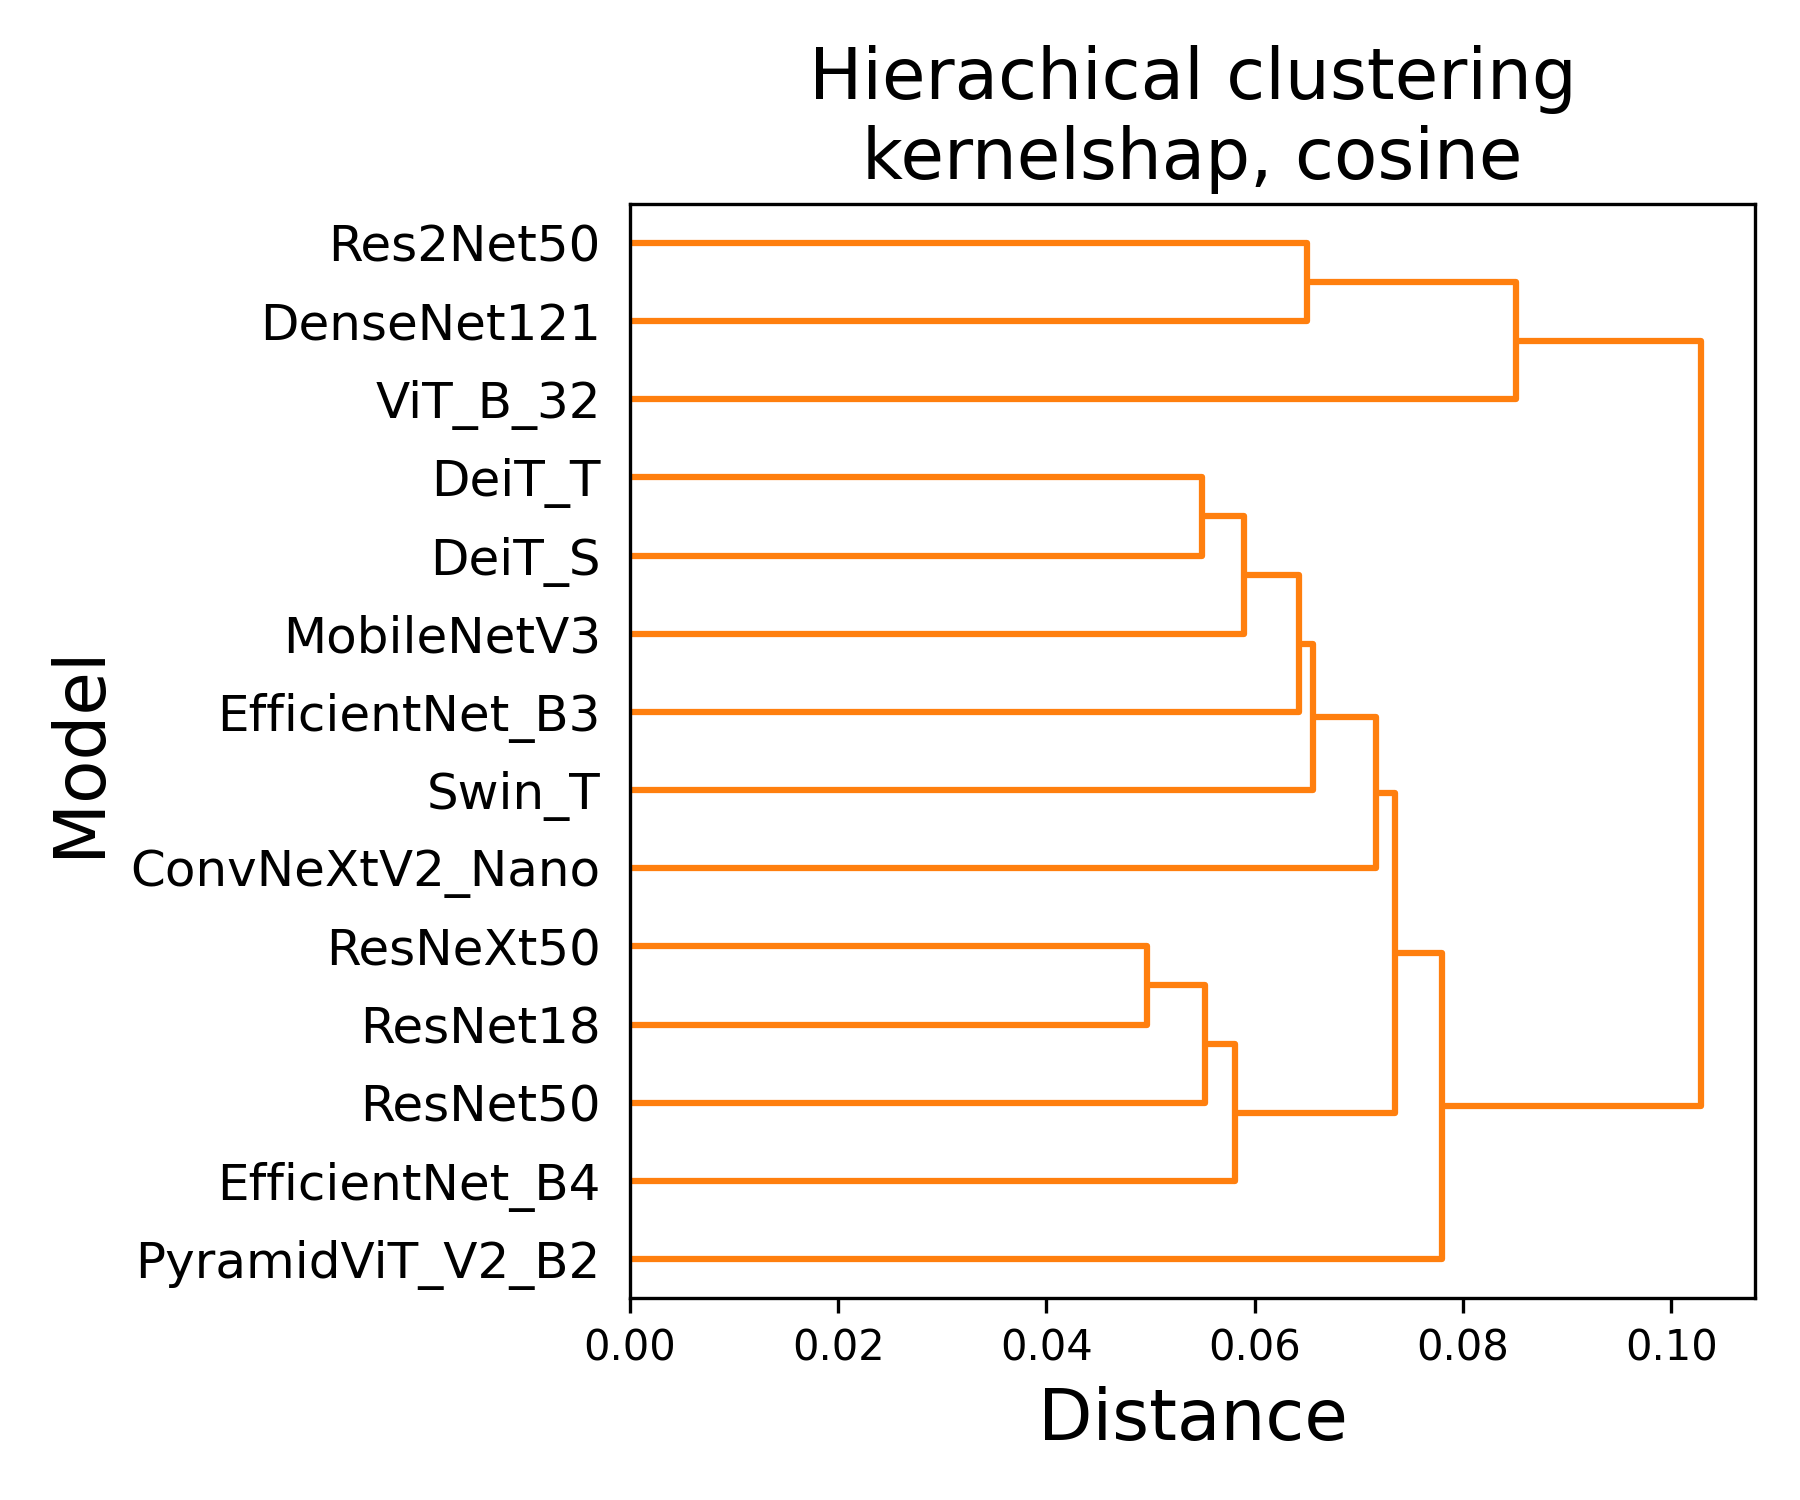 Hierachical clustering
kernelshap, cosine
Res2Net50
DenseNet121
ViT_B_32
DeiT_T
DeiT_S
MobileNetV3
EfficientNet_B3
Swin_T
ConvNeXtV2_Nano
ResNeXt50
ResNet18
ResNet50
EfficientNet_B4
PyramidViT_V2_B2
Model
0.00 0.02 0.04 0.06 0.08 0.10
Distance